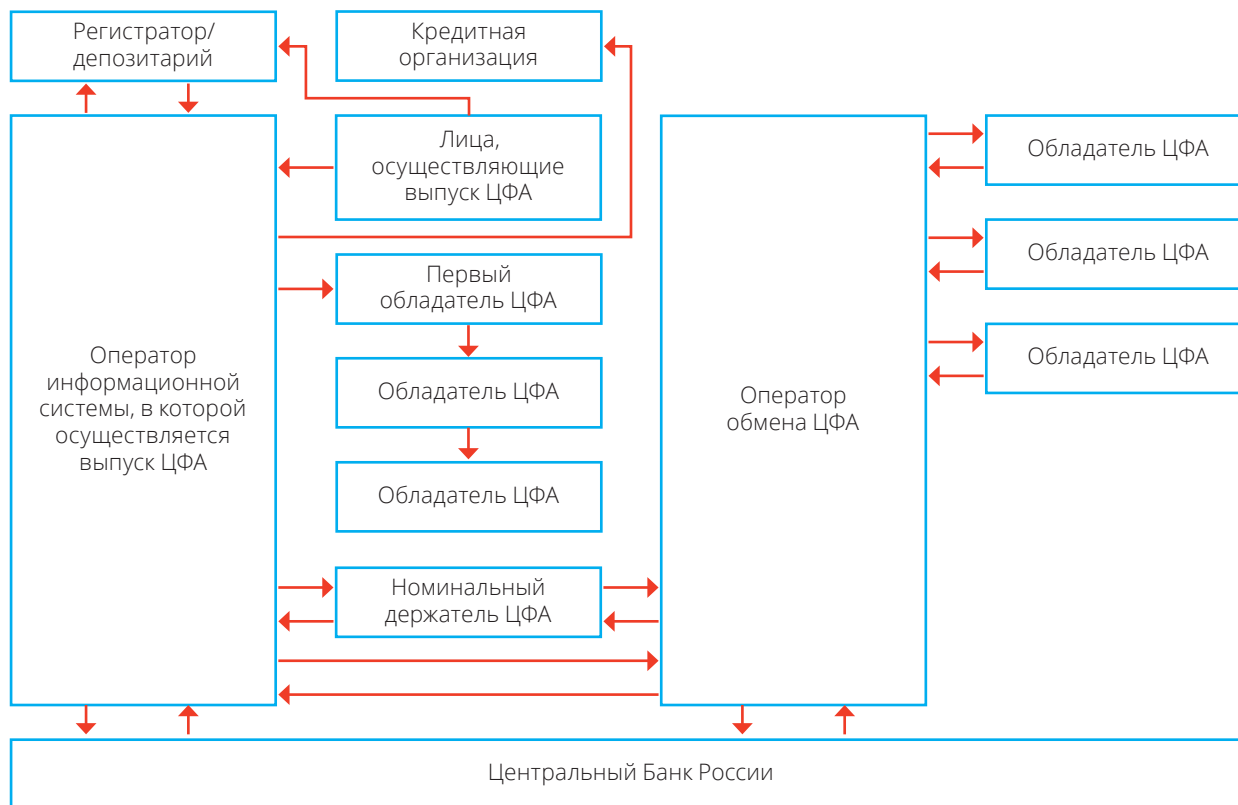 Регистратор/
депозитарий
Кредитная
организация
Лица,
осуществляющие
выпуск ЦФА
Обладатель ЦФА
Обладатель ЦФА
Первый
обладатель ЦФА
Обладатель ЦФА
Оператор
информационной
системы, в которой
осуществляется
выпуск ЦФА
Обладатель ЦФА
Оператор
обмена ЦФА
Обладатель ЦФА
Номинальный
держатель ЦФА
Центральный Банк России